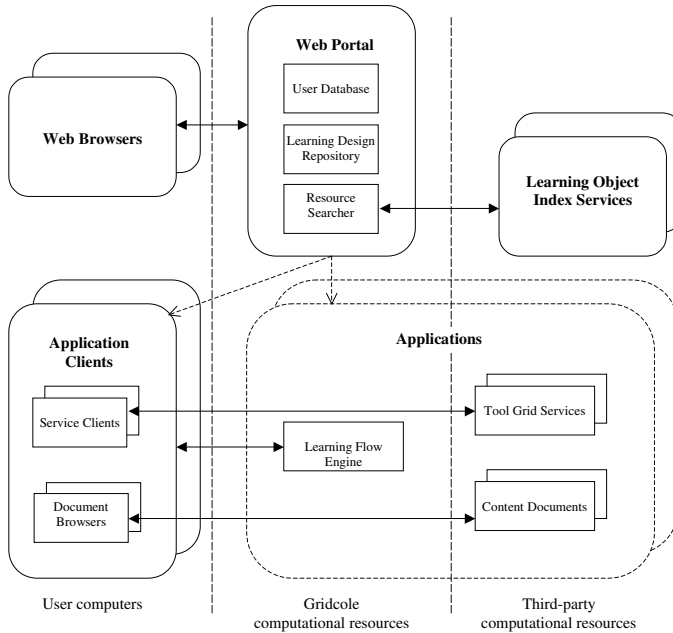 Web Portal
User Database
Learning Design
Repository
Resource
Searcher
Web Browsers
Learning Object
Index Services
Application
Clients
Service Clients
Document
Browsers
Applications
Tool Grid Services
Learning Flow
Engine
Content Documents
User computers
Gridcole
computational resources
Third-party
computational resources